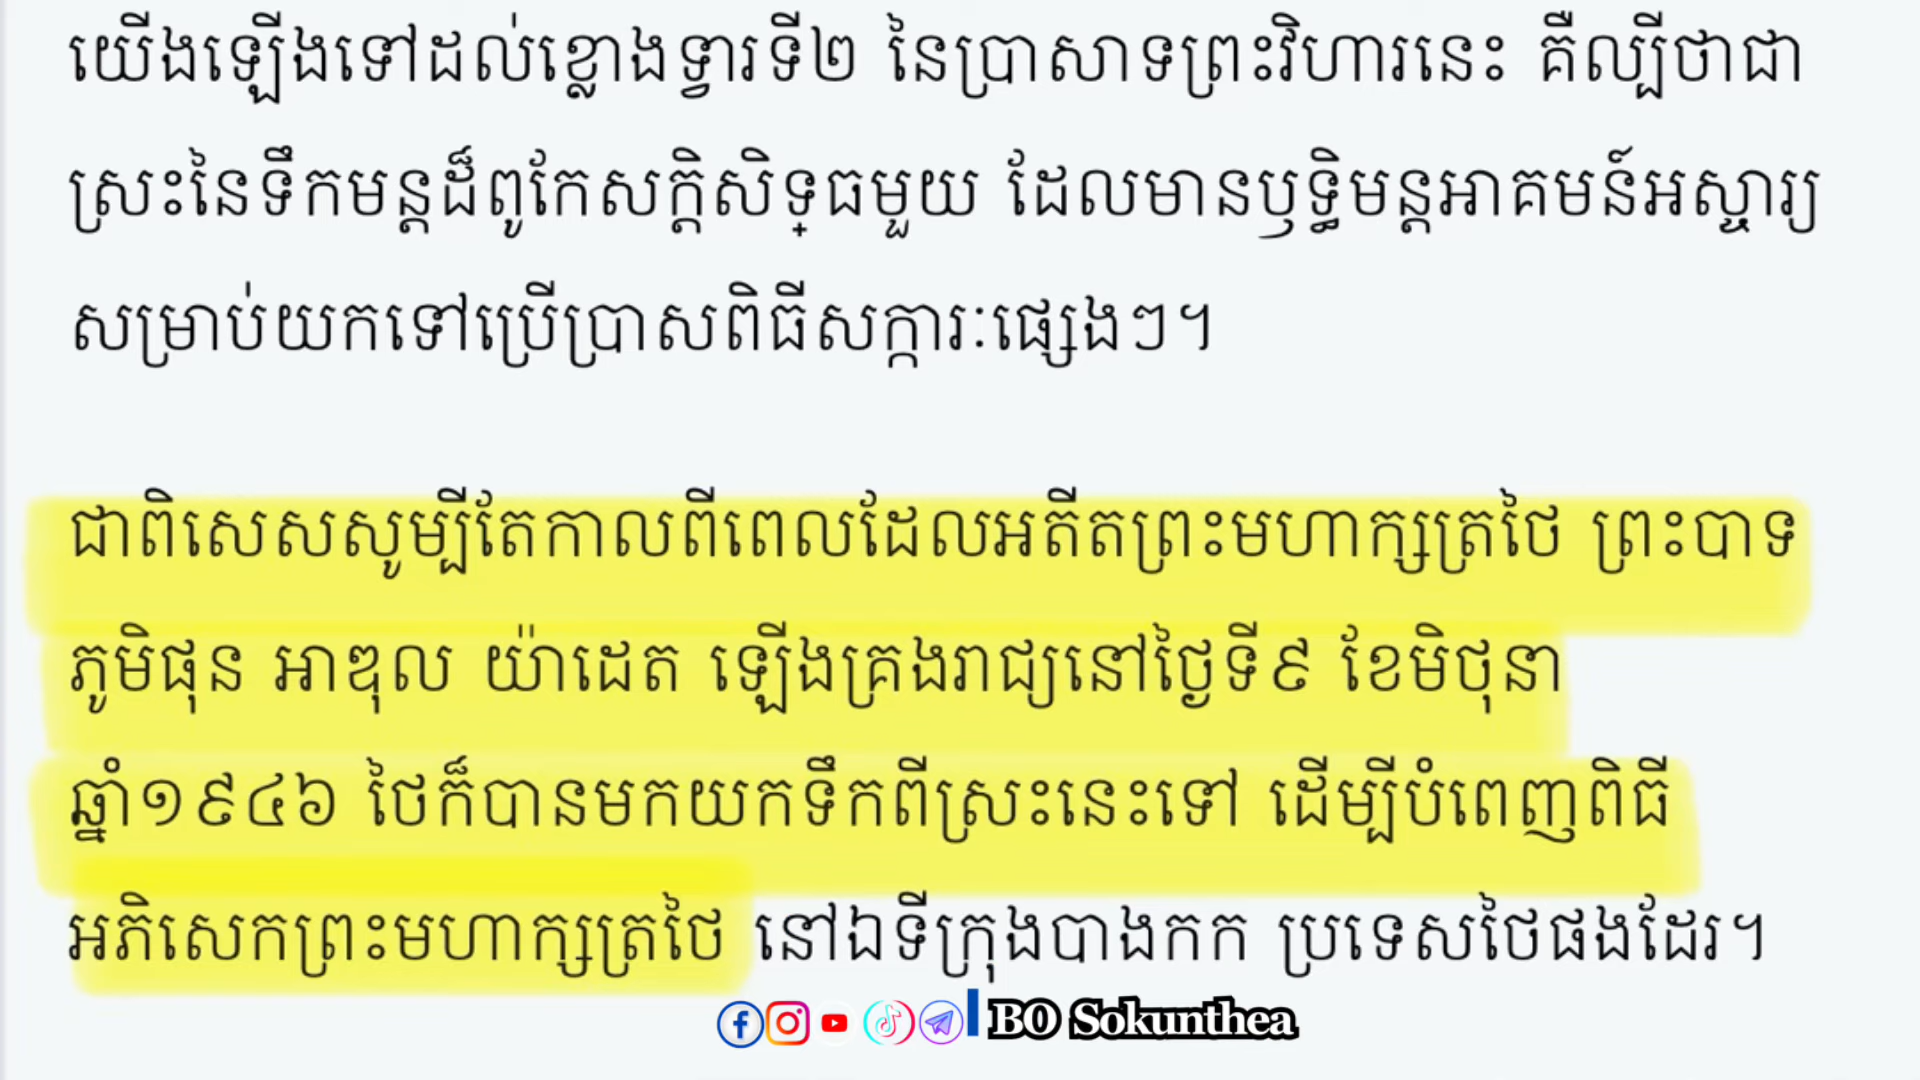 យើងឡើងទៅដល់ខ្លោងទ្វារទី២ នៃប្រាសាទព្រះវិហារនេះ គឺល្បីថាជា
ស្រះនៃទឹកមន្តដ៏ពូកែសក្តិសិទ្ធមួយ ដែលមានឫទ្ធិមន្តអាគមន៍អស្ចារ្យ
សម្រាប់យកទៅប្រើប្រាសពិធីសក្ការៈផ្សេងៗ។
ជាពិសេសសូម្បីតែកាលពីពេលដែលអតីតព្រះមហាក្សត្រថៃ ព្រះបាទ
ភូមិផុន អាឌុល យ៉ាដេត ឡើងគ្រងរាជ្យនៅថ្ងៃទី៩ ខែមិថុនា
ឆ្នាំ១៩៤៦ ថៃក៏បានមកយកទឹកពីស្រះនេះទៅ ដើម្បីបំពេញពិធី
អភិសេកព្រះមហាក្សត្រថៃ នៅឯទីក្រុងបាងកក ប្រទេសថៃផងដែរ។
BO Sokunthea